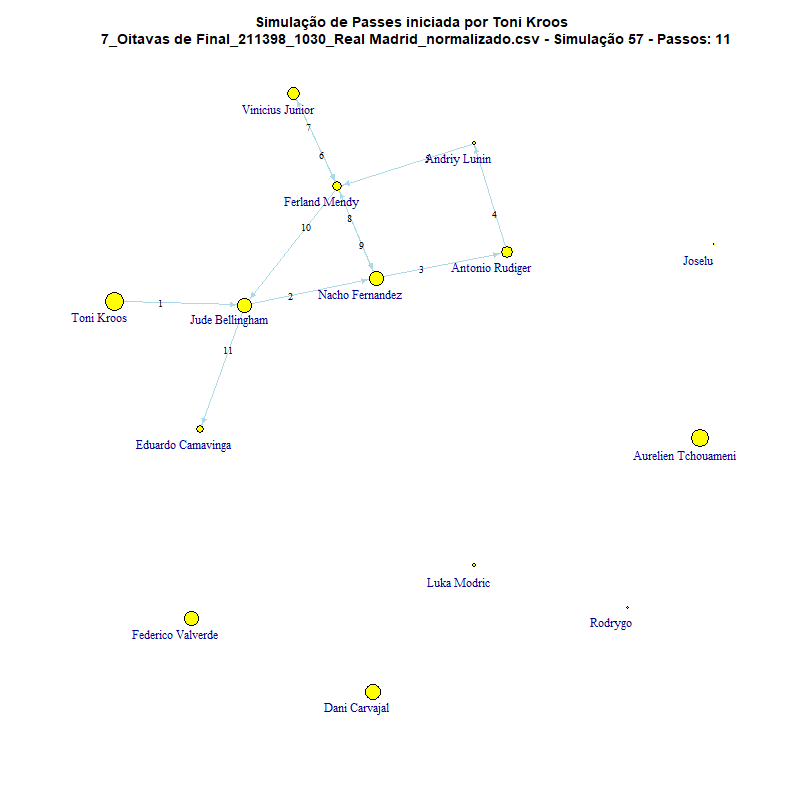 Simulação de Passes iniciada por Toni Kroos
7_Oitavas de Final_211398_1030_Real Madrid_normalizado.csv - Simulação 57 - Passos: 11
Vinicius Junior
7
6
Andriy Lunin
Ferland Mendy
4
8
10
9
Joselu
Antonio Rudiger
3
Nacho Fernandez
2
1
Toni Kroos
Jude Bellingham
11
Eduardo Camavinga
Aurelien Tchouameni
Luka Modric
Rodrygo
Federico Valverde
Dani Carvajal